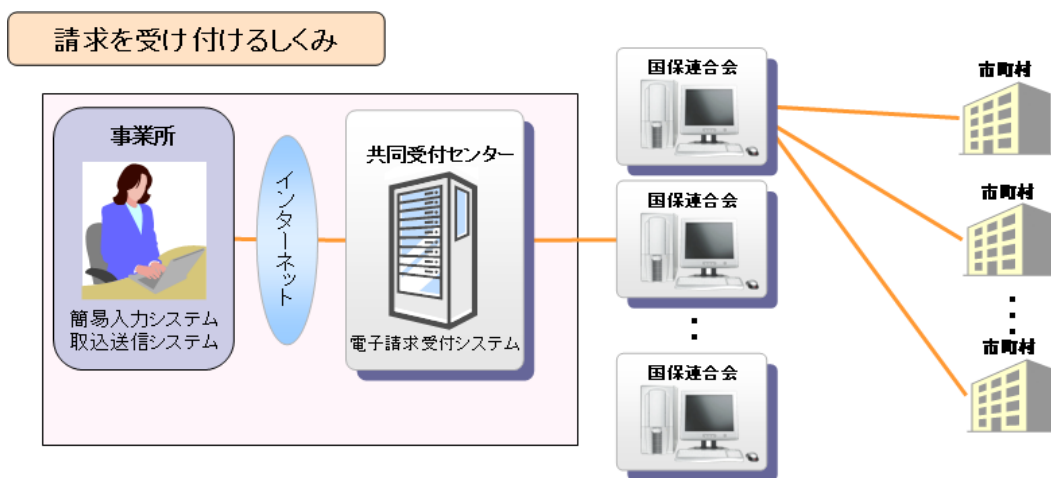 請求を受け付けるしくみ
事業所
簡易入力システム
取込送信システム
インターネット
共同受付センター
電子請求受付システム
国保連合会
国保連合会
国保連合会
市町村
市町村
市町村